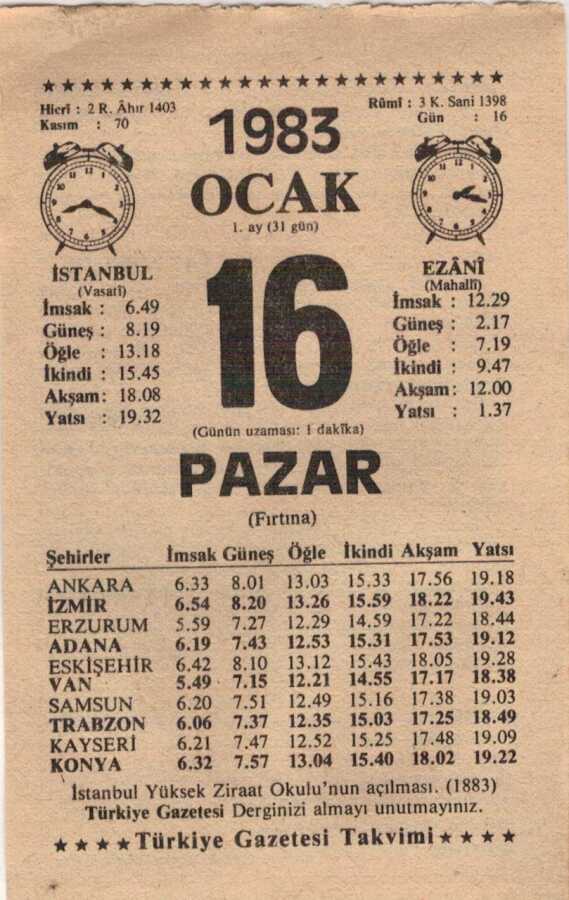 ★★★★★★★★★★★★★★★★★★★★★★★★
Hicrî : 2 R. Âhır 1403
Kasım : 70
1983
Rûmî : 3 K. Sani 1398
Gün : 16
OCAK
1. ay (31 gün)
İSTANBUL
(Vasatî)
İmsak : 6.49
Güneş : 8.19
Öğle : 13.18
İkindi : 15.45
Akşam: 18.08
Yatsı : 19.32
16
EZÂNÎ
(Mahallî)
İmsak : 12.29
Güneş : 2.17
Öğle : 7.19
İkindi : 9.47
Akşam: 12.00
Yatsı : 1.37
(Günün uzaması: 1 dakîka)
PAZAR
(Fırtına)
Şehirler İmsak Güneş Öğle İkindi Akşam Yatsı
ANKARA 6.33 8.01 13.03 15.33 17.56 19.18
İZMİR 6.54 8.20 13.26 15.59 18.22 19.43
ERZURUM 5.59 7.27 12.29 14.59 17.22 18.44
ADANA 6.19 7.43 12.53 15.31 17.53 19.12
ESKİŞEHİR 6.42 8.10 13.12 15.43 18.05 19.28
VAN 5.49 7.15 12.21 14.55 17.17 18.38
SAMSUN 6.20 7.51 12.49 15.16 17.38 19.03
TRABZON 6.06 7.37 12.35 15.03 17.25 18.49
KAYSERİ 6.21 7.47 12.52 15.25 17.48 19.09
KONYA 6.32 7.57 13.04 15.40 18.02 19.22
İstanbul Yüksek Ziraat Okulu'nun açılması. (1883)
Türkiye Gazetesi Derginizi almayı unutmayınız.
★★★★Türkiye Gazetesi Takvimi★★★★